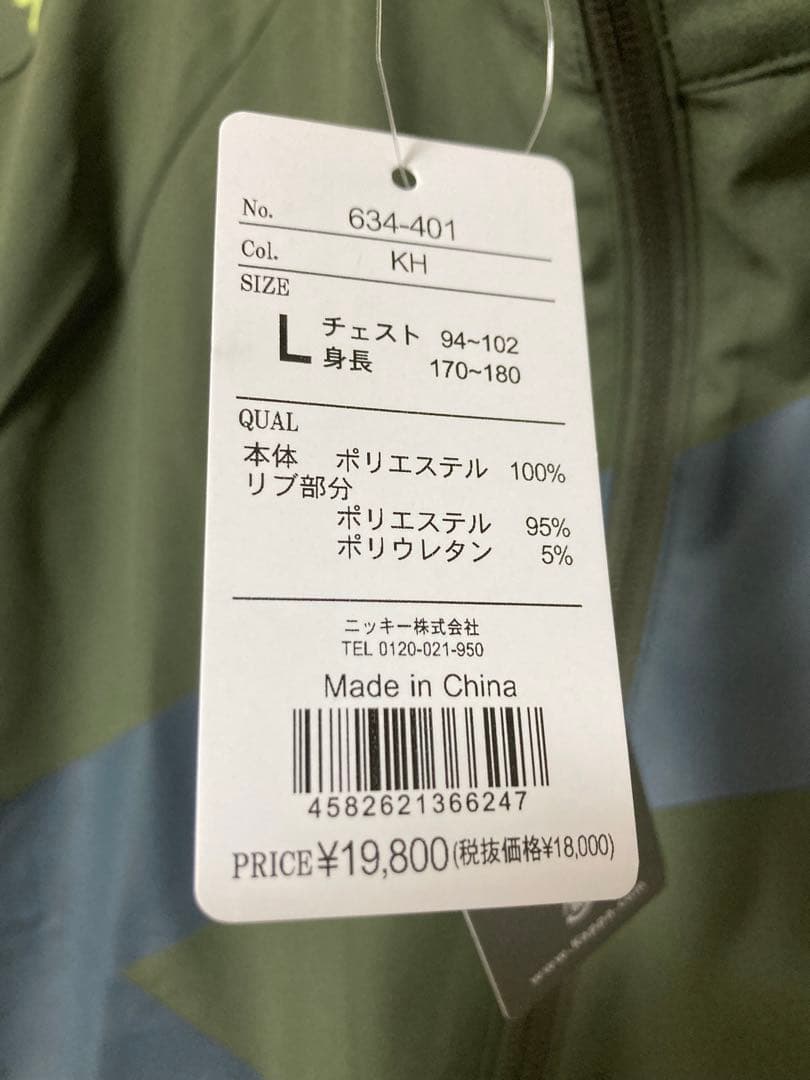 No. 634-401
Col. KH
SIZE
L チェスト 94~102
身長 170~180
QUAL
本体 ポリエステル 100%
リブ部分
ポリエステル 95%
ポリウレタン 5%
ニッキー株式会社
TEL 0120-021-950
Made in China
4582621366247
PRICE ¥19,800(税抜価格¥18,000)